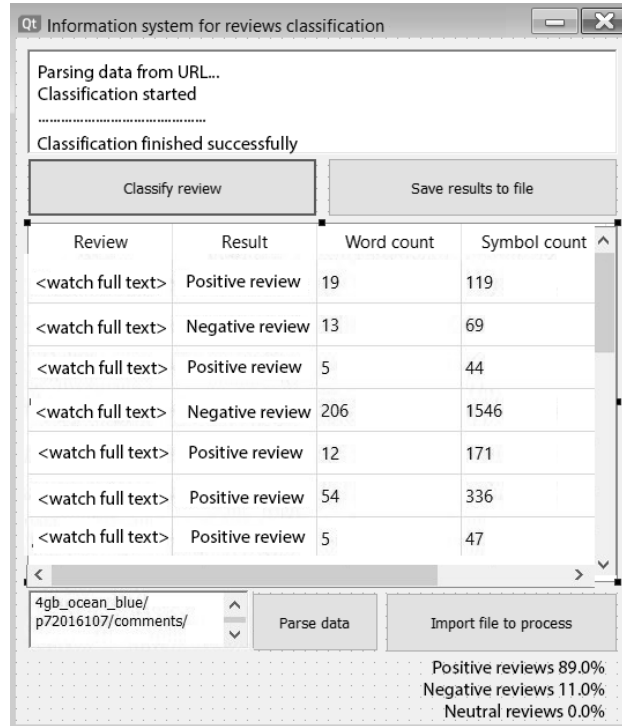 Qt Information system for reviews classification
Parsing data from URL...
Classification started
................................................
Classification finished successfully
Classify review Save results to file
Review Result Word count Symbol count
<watch full text> Positive review 19 119
<watch full text> Negative review 13 69
<watch full text> Positive review 5 44
<watch full text> Negative review 206 1546
<watch full text> Positive review 12 171
<watch full text> Positive review 54 336
<watch full text> Positive review 5 47
4gb_ocean_blue/
p72016107/comments/
Parse data Import file to process
Positive reviews 89.0%
Negative reviews 11.0%
Neutral reviews 0.0%